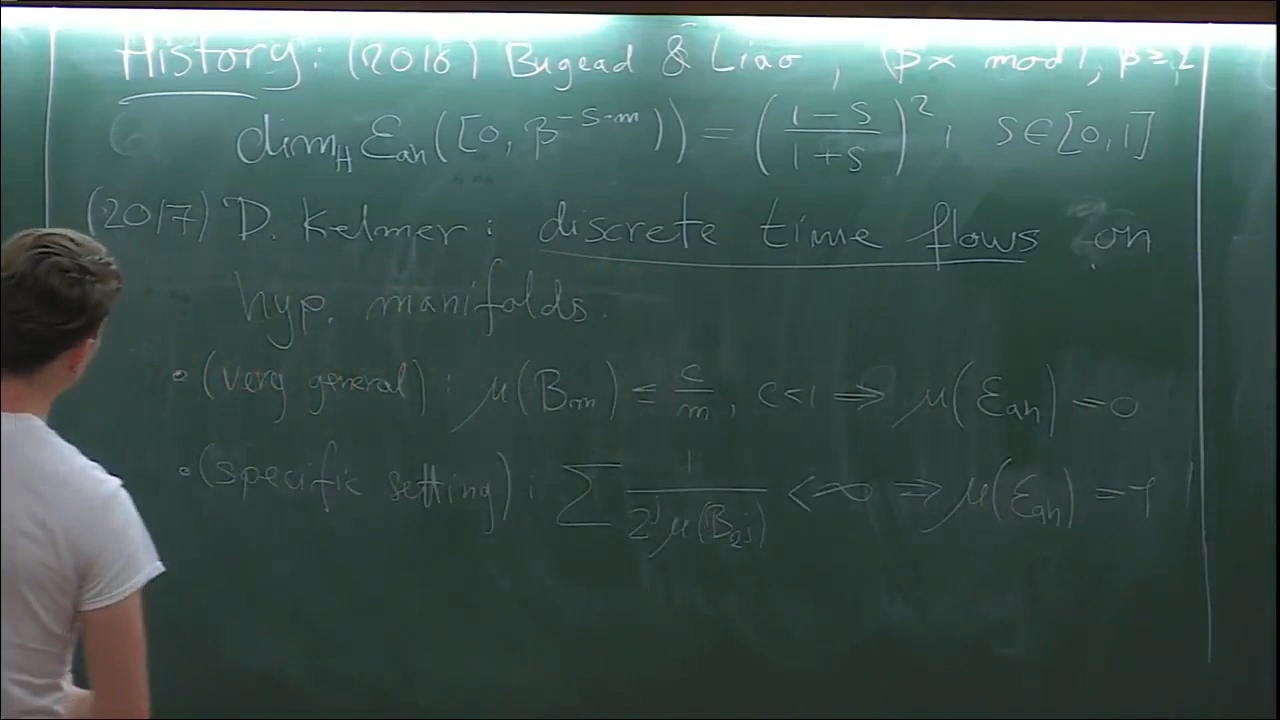 History: (2016) Bugead & Liao, βx mod 1, β≥2
dim_H ℰ_ah([0, β^{-s·m})) = ((1-s)/(1+s))², s∈[0,1]
(2017) D. Kelmer: discrete time flows on
hyp. manifolds.
• (very general): μ(B_m) ≤ c/m, c<1 ⇒ μ(ℰ_ah)=0
• (specific setting): ∑ 1/(2^j μ(B_{2^j})) <∞ ⇒ μ(ℰ_ah)=1